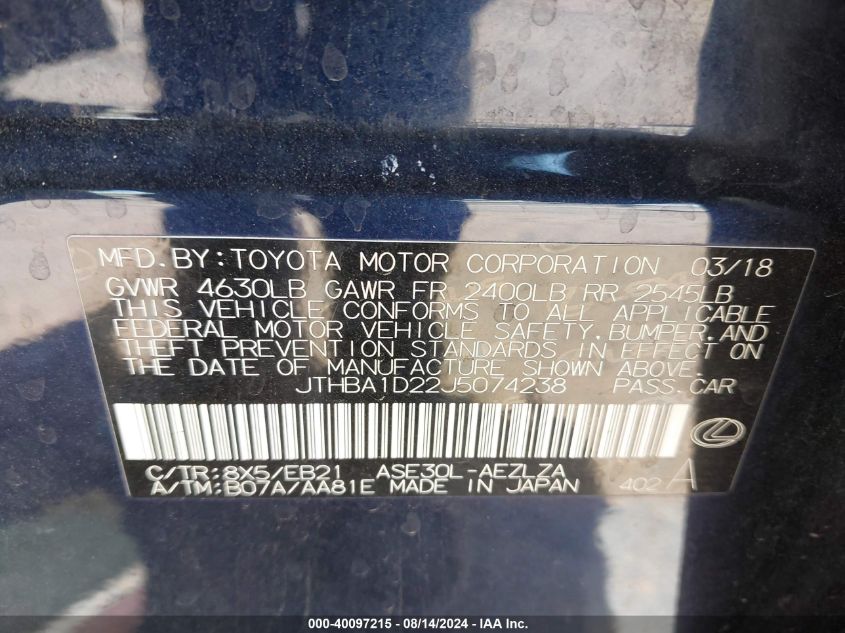 MFD.BY:TOYOTA MOTOR CORPORATION 03/18
GVWR 4630LB GAWR FR 2400LB RR 2545LB
THIS VEHICLE CONFORMS TO ALL APPLICABLE
FEDERAL MOTOR VEHICLE SAFETY,BUMPER,AND
THEFT PREVENTION STANDARDS IN EFFECT ON
THE DATE OF MANUFACTURE SHOWN ABOVE.
JTHBA1D22J5074238 PASS.CAR
C/TR:8X5/EB21 ASE30L-AEZLZA
A/TM:B07A/AA81E MADE IN JAPAN 402 A
000-40097215 - 08/14/2024 - IAA Inc.